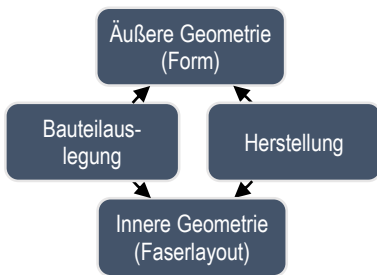 Äußere Geometrie
(Form)
Bauteilaus-
legung
Herstellung
Innere Geometrie
(Faserlayout)